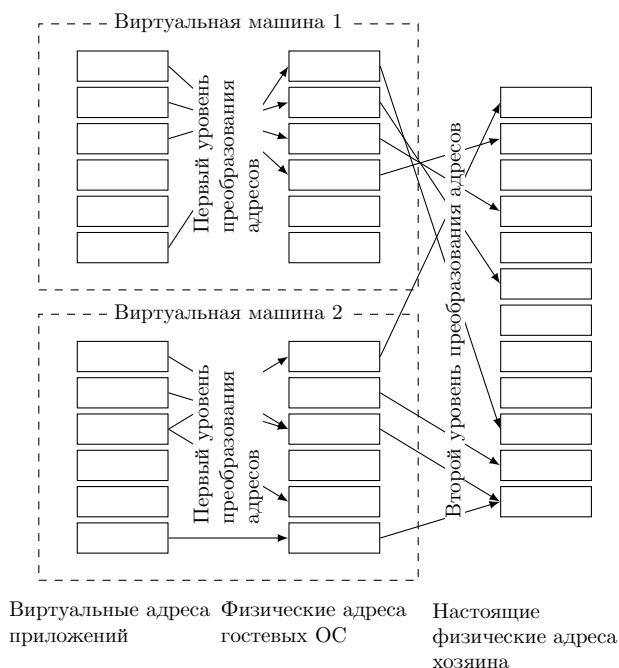 Виртуальная машина 1
Первый уровень
преобразования
адресов
Виртуальная машина 2
Первый уровень
преобразования
адресов
Второй уровень преобразования адресов
Виртуальные адреса
приложений
Физические адреса
гостевых ОС
Настоящие
физические адреса
хозяина